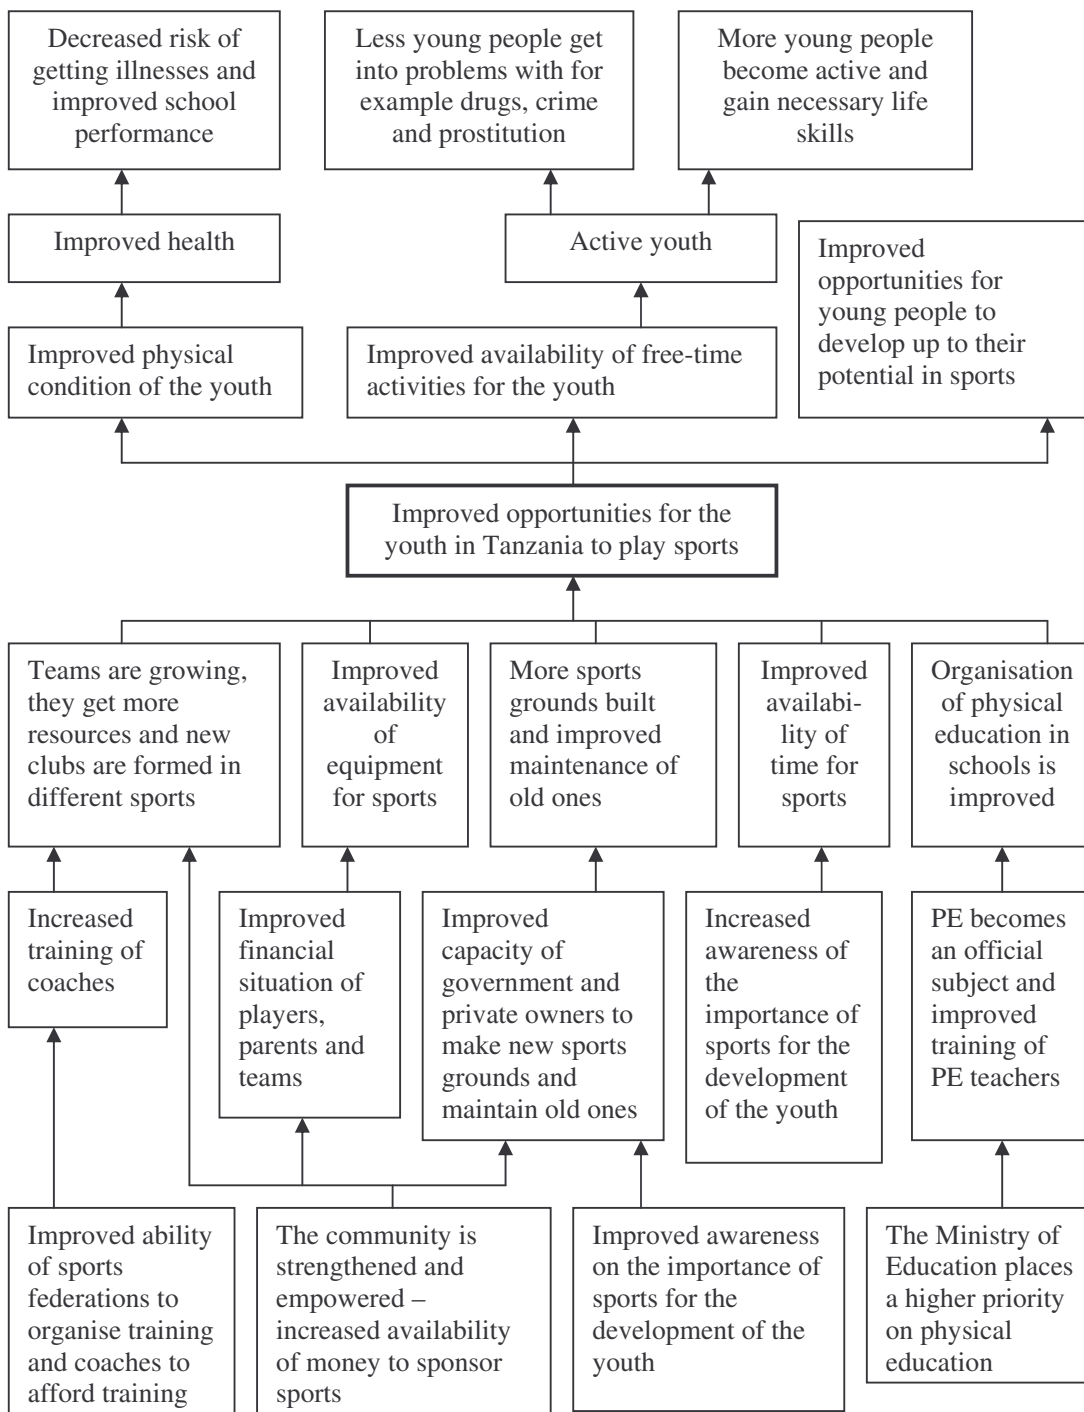 Decreased risk of
getting illnesses and
improved school
performance
Less young people get
into problems with for
example drugs, crime
and prostitution
More young people
become active and
gain necessary life
skills
Improved health
Active youth
Improved
opportunities for
young people to
develop up to their
potential in sports
Improved physical
condition of the youth
Improved availability of free-time
activities for the youth
Improved opportunities for the
youth in Tanzania to play sports
Teams are growing,
they get more
resources and new
clubs are formed in
different sports
Improved
availability
of
equipment
for sports
More sports
grounds built
and improved
maintenance of
old ones
Improved
availabi-
lity of
time for
sports
Organisation
of physical
education in
schools is
improved
Increased
training of
coaches
Improved
financial
situation of
players,
parents and
teams
Improved
capacity of
government and
private owners to
make new sports
grounds and
maintain old ones
Increased
awareness of
the
importance of
sports for the
development
of the youth
PE becomes
an official
subject and
improved
training of
PE teachers
Improved ability
of sports
federations to
organise training
and coaches to
afford training
The community is
strengthened and
empowered –
increased availability
of money to sponsor
sports
Improved awareness
on the importance of
sports for the
development of the
youth
The Ministry of
Education places
a higher priority
on physical
education